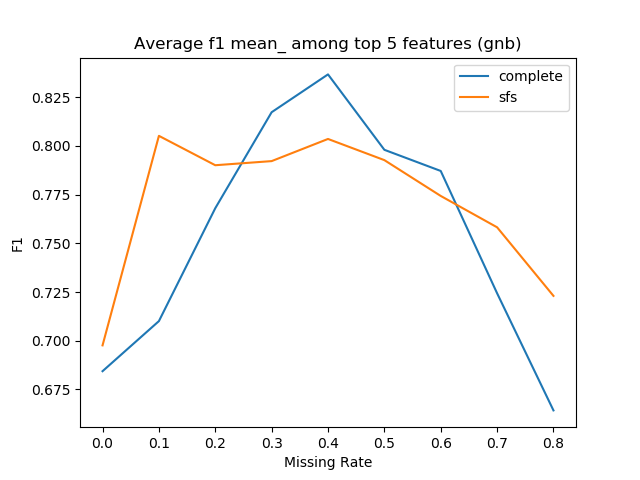 Average f1 mean_ among top 5 features (gnb)
complete
sfs
F1
0.825
0.800
0.775
0.750
0.725
0.700
0.675
0.0 0.1 0.2 0.3 0.4 0.5 0.6 0.7 0.8
Missing Rate